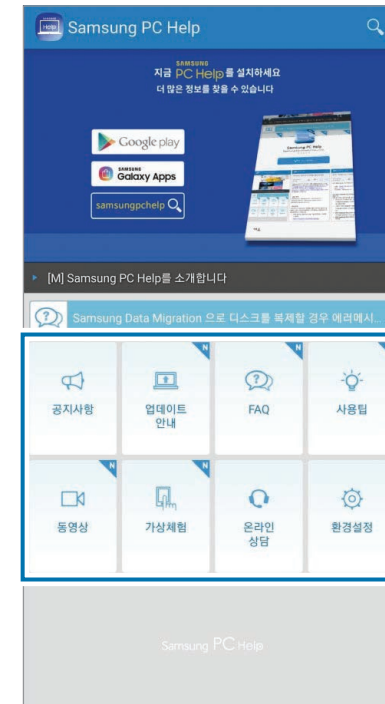 Help
Samsung PC Help
SAMSUNG
지금 PC Help를 설치하세요
더 많은 정보를 찾을 수 있습니다
Google play
SAMSUNG
Galaxy Apps
samsungpchelp
Samsung PC Help
[M] Samsung PC Help를 소개합니다
Samsung Data Migration 으로 디스크를 복제할 경우 에러메시...
N
N
공지사항
업데이트
안내
FAQ
사용팁
N
N
동영상
가상체험
온라인
상담
환경설정
Samsung PC Help